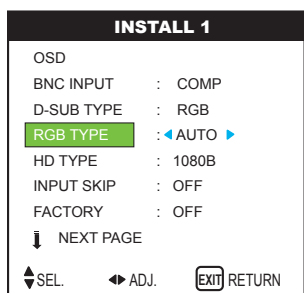 INSTALL 1
OSD
BNC INPUT : COMP
D-SUB TYPE : RGB
RGB TYPE : AUTO
HD TYPE : 1080B
INPUT SKIP : OFF
FACTORY : OFF
NEXT PAGE
SEL. ADJ. EXIT RETURN